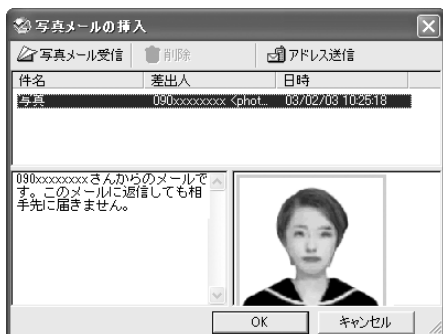 写真メールの挿入
写真メール受信 削除 アドレス送信
件名 差出人 日時
写真 090xxxxxxxx <phot... 03/02/03 10:25:18
090xxxxxxxxさんからのメールで
す。このメールに返信しても相
手先に届きません。
OK キャンセル